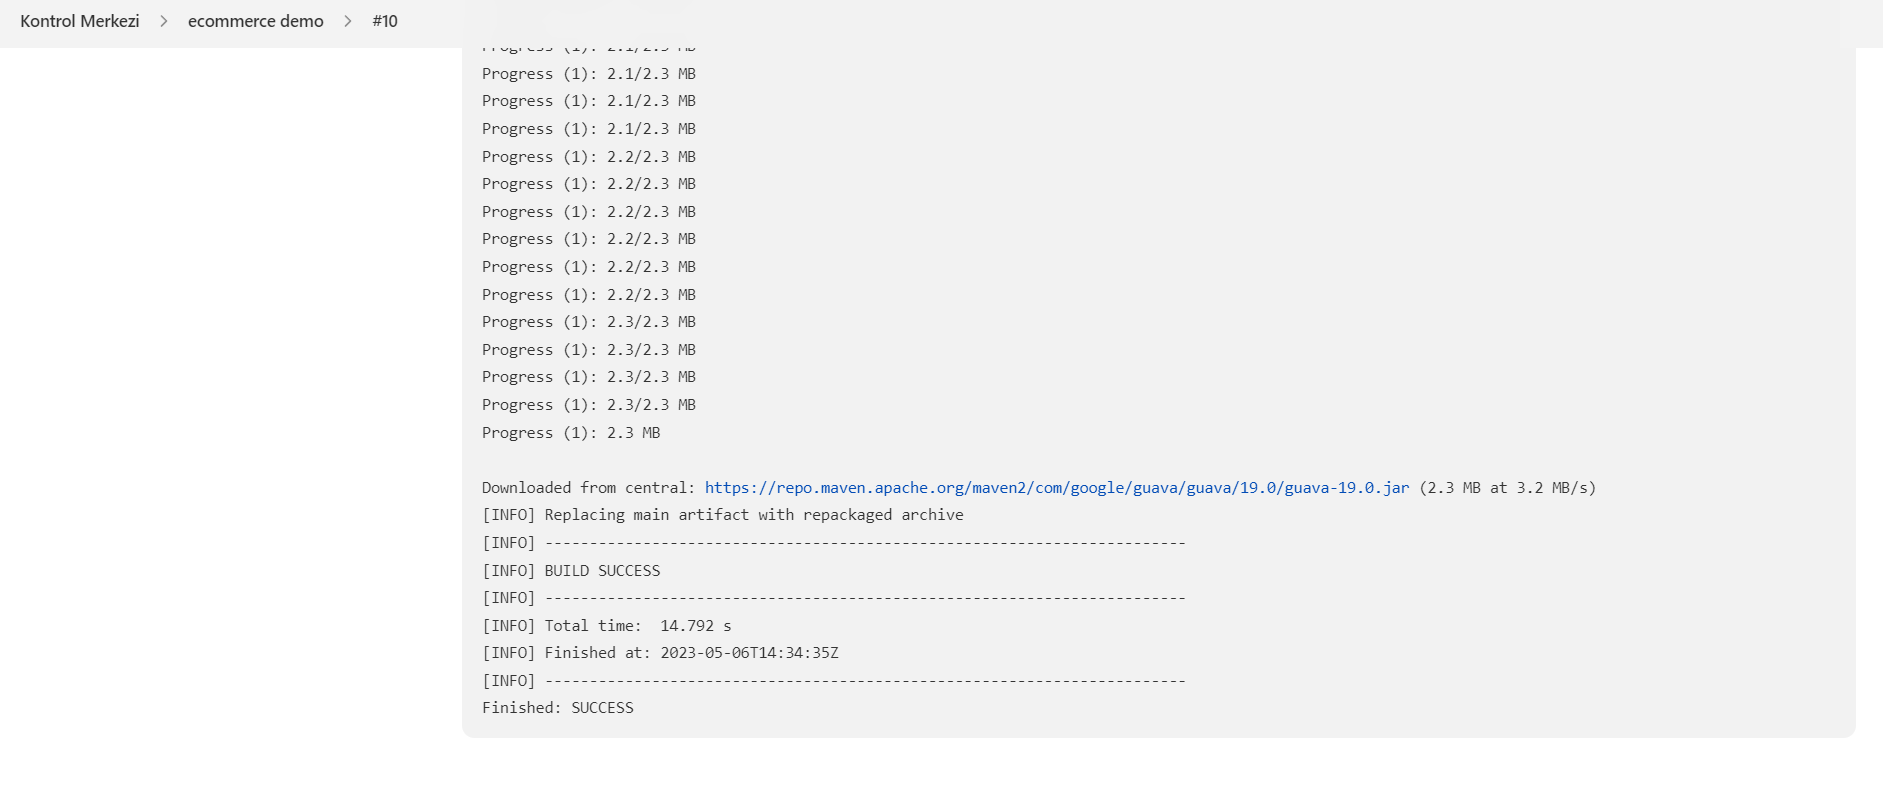 Kontrol Merkezi > ecommerce demo > #10
Progress (1): 2.1/2.3 MB
Progress (1): 2.1/2.3 MB
Progress (1): 2.1/2.3 MB
Progress (1): 2.1/2.3 MB
Progress (1): 2.2/2.3 MB
Progress (1): 2.2/2.3 MB
Progress (1): 2.2/2.3 MB
Progress (1): 2.2/2.3 MB
Progress (1): 2.2/2.3 MB
Progress (1): 2.2/2.3 MB
Progress (1): 2.3/2.3 MB
Progress (1): 2.3/2.3 MB
Progress (1): 2.3/2.3 MB
Progress (1): 2.3/2.3 MB
Progress (1): 2.3 MB
Downloaded from central: https://repo.maven.apache.org/maven2/com/google/guava/guava/19.0/guava-19.0.jar (2.3 MB at 3.2 MB/s)
[INFO] Replacing main artifact with repackaged archive
[INFO] ------------------------------------------------------------------------
[INFO] BUILD SUCCESS
[INFO] ------------------------------------------------------------------------
[INFO] Total time:  14.792 s
[INFO] Finished at: 2023-05-06T14:34:35Z
[INFO] ------------------------------------------------------------------------
Finished: SUCCESS